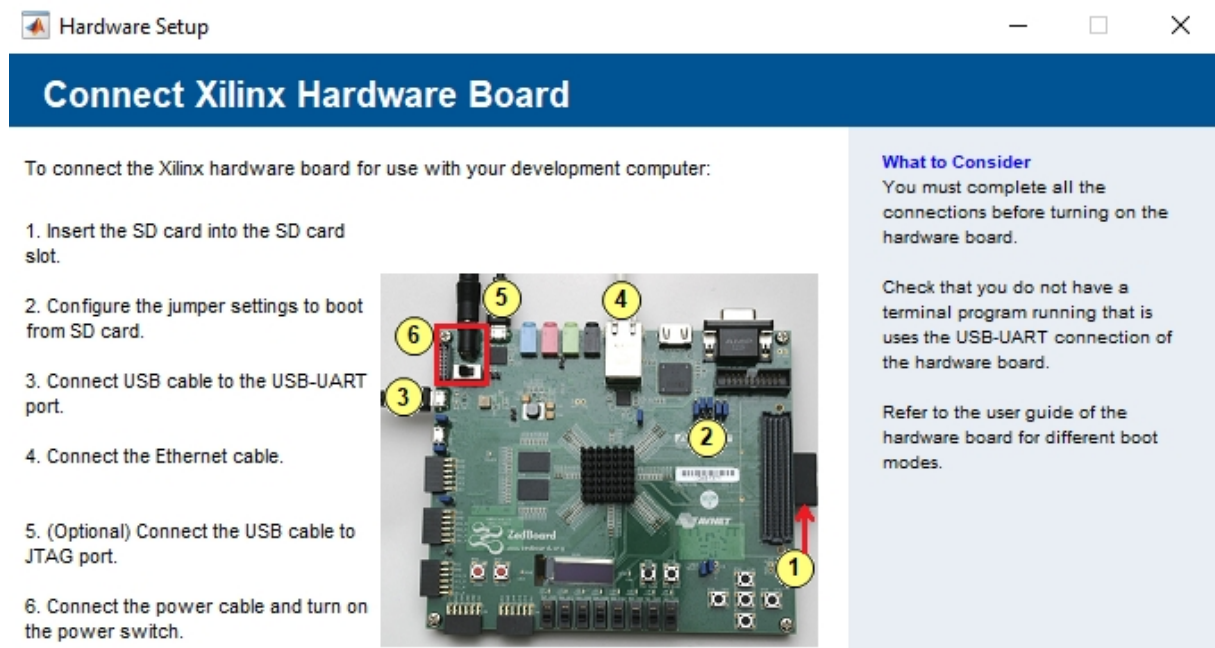 Hardware Setup
Connect Xilinx Hardware Board
To connect the Xilinx hardware board for use with your development computer:
1. Insert the SD card into the SD card
slot.
2. Configure the jumper settings to boot
from SD card.
3. Connect USB cable to the USB-UART
port.
4. Connect the Ethernet cable.
5. (Optional) Connect the USB cable to
JTAG port.
6. Connect the power cable and turn on
the power switch.
5
4
6
3
2
AVNET
ZedBoard
1
What to Consider
You must complete all the
connections before turning on the
hardware board.
Check that you do not have a
terminal program running that is
uses the USB-UART connection of
the hardware board.
Refer to the user guide of the
hardware board for different boot
modes.